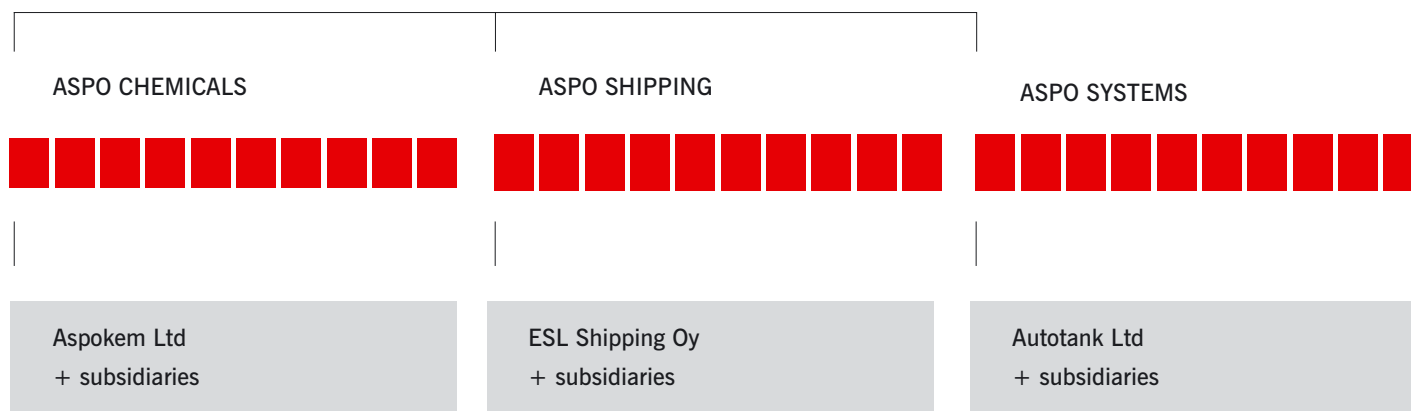 ASPO CHEMICALS
ASPO SHIPPING
ASPO SYSTEMS
Aspokem Ltd
+ subsidiaries
ESL Shipping Oy
+ subsidiaries
Autotank Ltd
+ subsidiaries